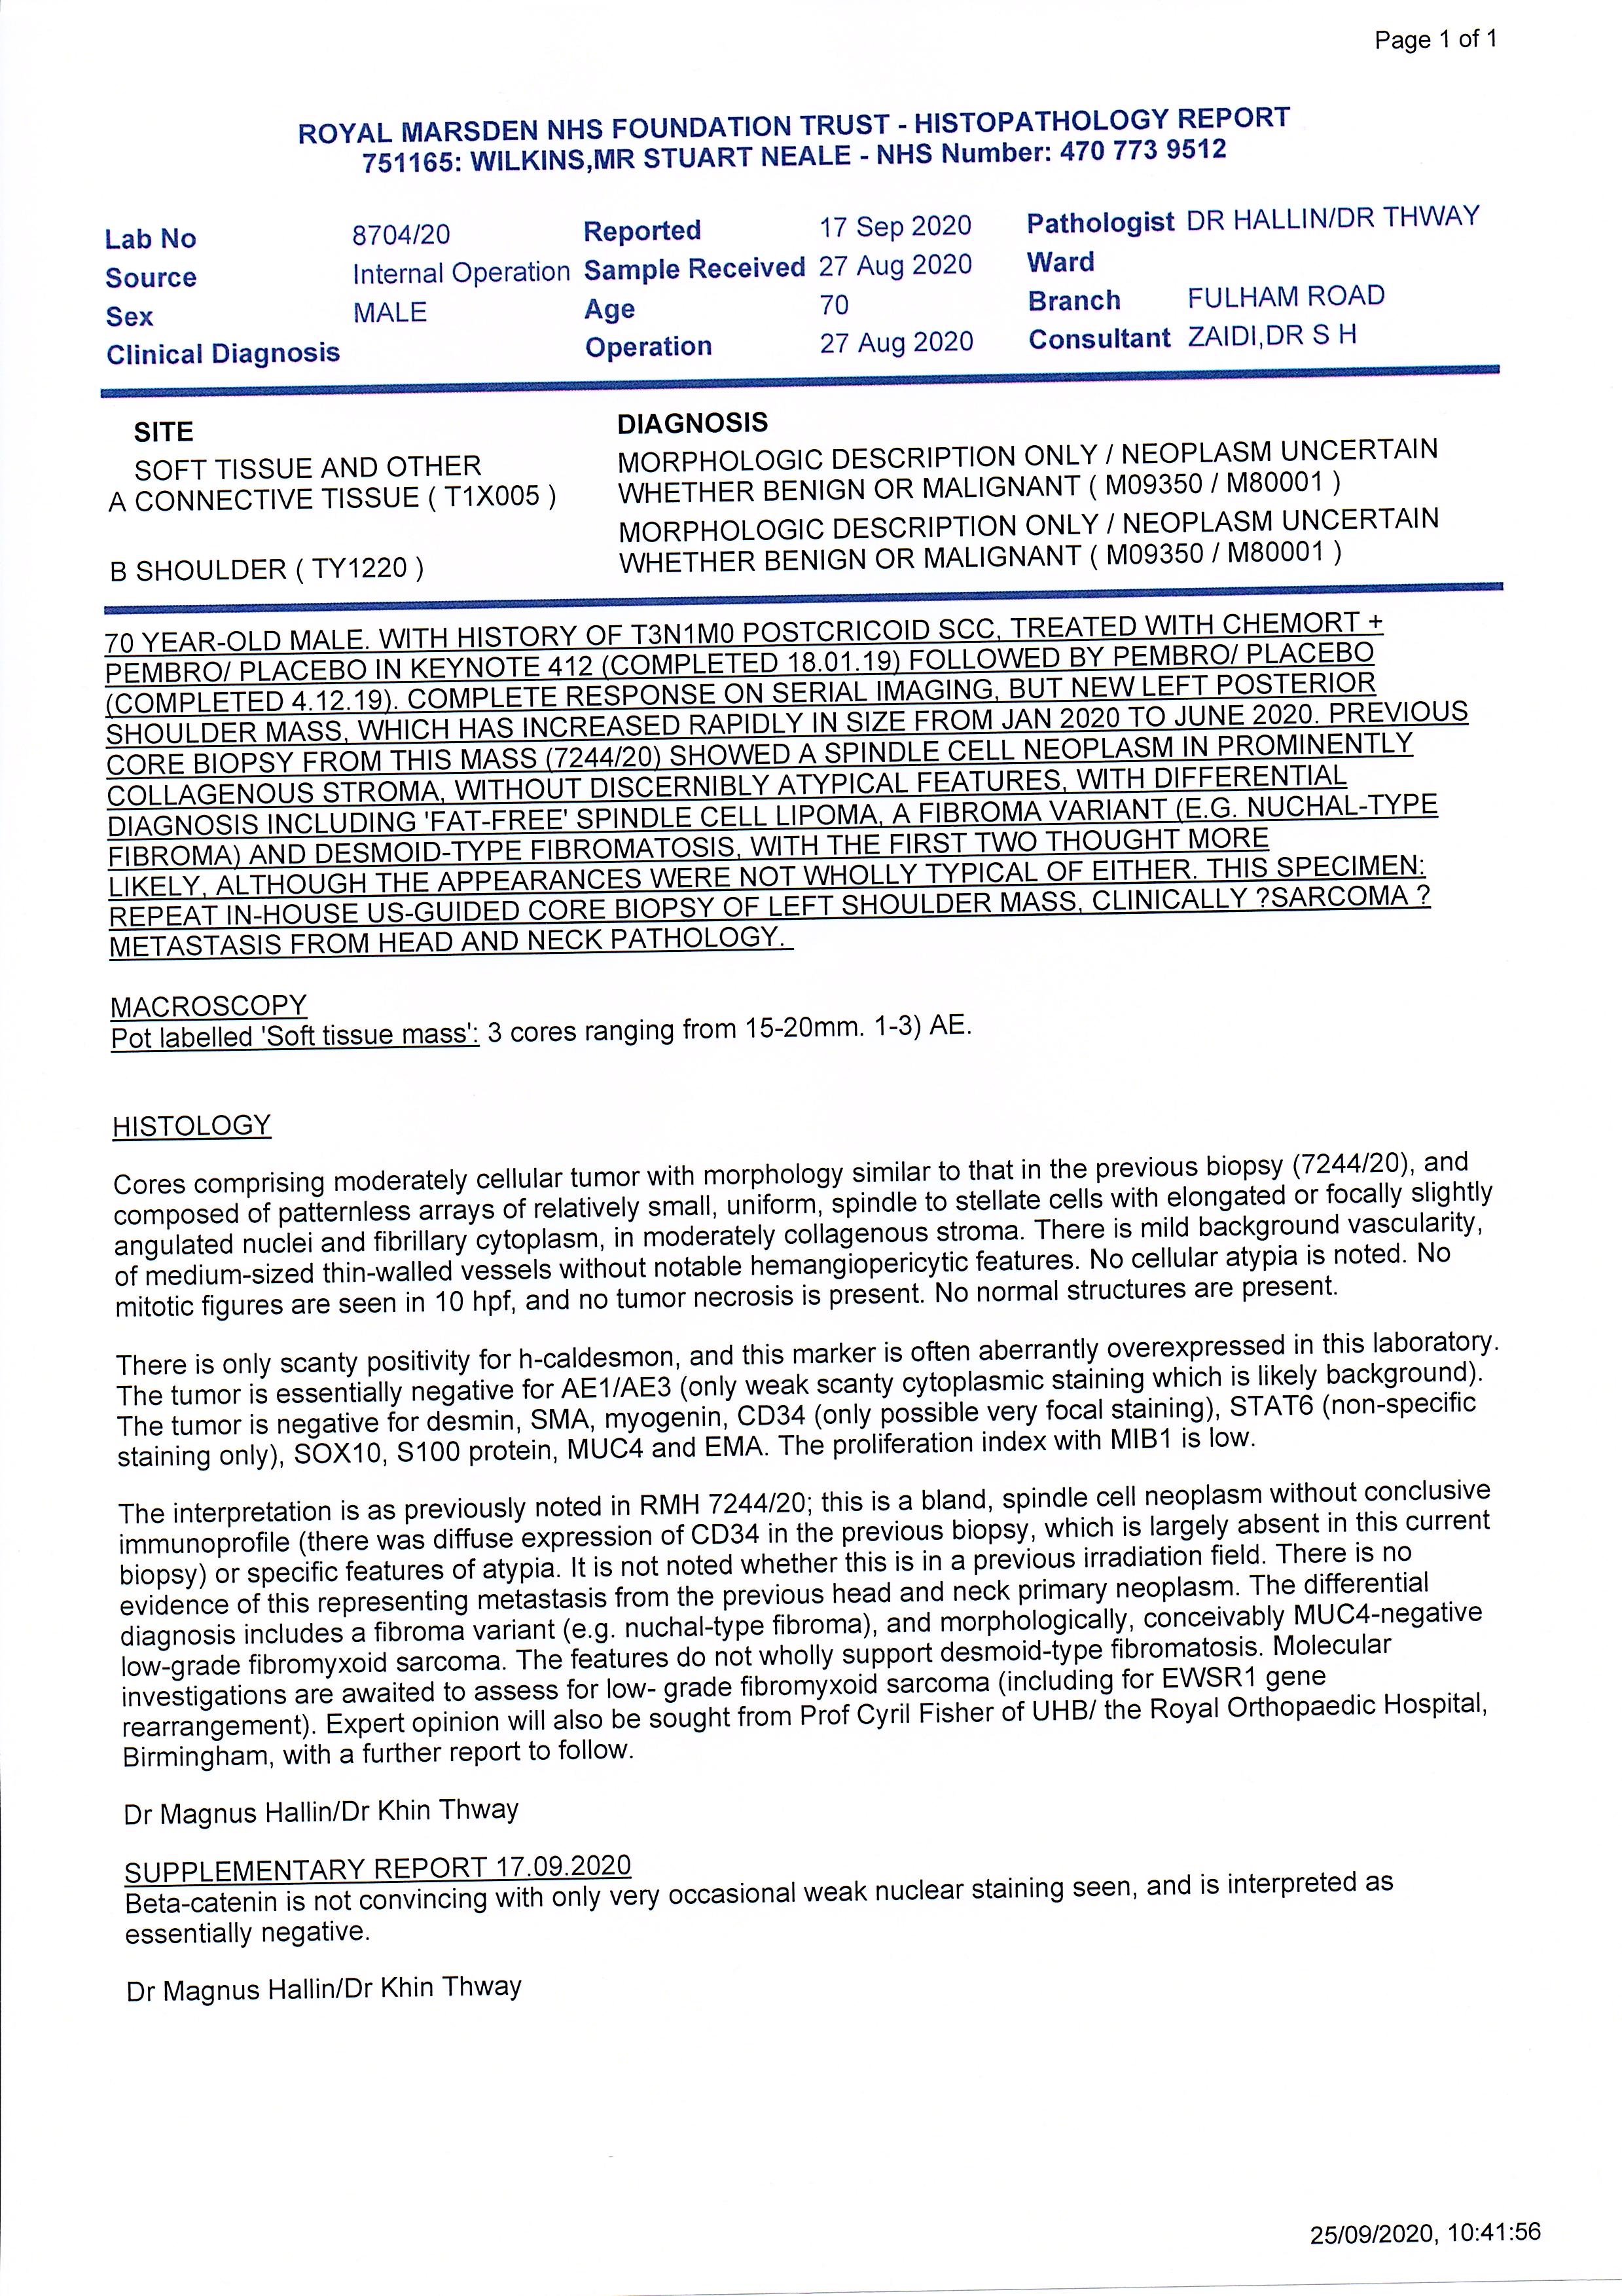 Page 1 of 1
ROYAL MARSDEN NHS FOUNDATION TRUST - HISTOPATHOLOGY REPORT
751165: WILKINS,MR STUART NEALE - NHS Number: 470 773 9512
Lab No 8704/20 Reported 17 Sep 2020 Pathologist DR HALLIN/DR THWAY
Source Internal Operation Sample Received 27 Aug 2020 Ward
Sex MALE Age 70 Branch FULHAM ROAD
Clinical Diagnosis Operation 27 Aug 2020 Consultant ZAIDI,DR S H
SITE DIAGNOSIS
SOFT TISSUE AND OTHER MORPHOLOGIC DESCRIPTION ONLY / NEOPLASM UNCERTAIN
A CONNECTIVE TISSUE ( T1X005 ) WHETHER BENIGN OR MALIGNANT ( M09350 / M80001 )
MORPHOLOGIC DESCRIPTION ONLY / NEOPLASM UNCERTAIN
B SHOULDER ( TY1220 ) WHETHER BENIGN OR MALIGNANT ( M09350 / M80001 )
70 YEAR-OLD MALE. WITH HISTORY OF T3N1M0 POSTCRICOID SCC, TREATED WITH CHEMORT +
PEMBRO/ PLACEBO IN KEYNOTE 412 (COMPLETED 18.01.19) FOLLOWED BY PEMBRO/ PLACEBO
(COMPLETED 4.12.19). COMPLETE RESPONSE ON SERIAL IMAGING, BUT NEW LEFT POSTERIOR
SHOULDER MASS, WHICH HAS INCREASED RAPIDLY IN SIZE FROM JAN 2020 TO JUNE 2020. PREVIOUS
CORE BIOPSY FROM THIS MASS (7244/20) SHOWED A SPINDLE CELL NEOPLASM IN PROMINENTLY
COLLAGENOUS STROMA, WITHOUT DISCERNIBLY ATYPICAL FEATURES, WITH DIFFERENTIAL
DIAGNOSIS INCLUDING 'FAT-FREE' SPINDLE CELL LIPOMA, A FIBROMA VARIANT (E.G. NUCHAL-TYPE
FIBROMA) AND DESMOID-TYPE FIBROMATOSIS, WITH THE FIRST TWO THOUGHT MORE
LIKELY, ALTHOUGH THE APPEARANCES WERE NOT WHOLLY TYPICAL OF EITHER. THIS SPECIMEN:
REPEAT IN-HOUSE US-GUIDED CORE BIOPSY OF LEFT SHOULDER MASS, CLINICALLY ?SARCOMA ?
METASTASIS FROM HEAD AND NECK PATHOLOGY.
MACROSCOPY
Pot labelled 'Soft tissue mass': 3 cores ranging from 15-20mm. 1-3) AE.
HISTOLOGY
Cores comprising moderately cellular tumor with morphology similar to that in the previous biopsy (7244/20), and
composed of patternless arrays of relatively small, uniform, spindle to stellate cells with elongated or focally slightly
angulated nuclei and fibrillary cytoplasm, in moderately collagenous stroma. There is mild background vascularity,
of medium-sized thin-walled vessels without notable hemangiopericytic features. No cellular atypia is noted. No
mitotic figures are seen in 10 hpf, and no tumor necrosis is present. No normal structures are present.
There is only scanty positivity for h-caldesmon, and this marker is often aberrantly overexpressed in this laboratory.
The tumor is essentially negative for AE1/AE3 (only weak scanty cytoplasmic staining which is likely background).
The tumor is negative for desmin, SMA, myogenin, CD34 (only possible very focal staining), STAT6 (non-specific
staining only), SOX10, S100 protein, MUC4 and EMA. The proliferation index with MIB1 is low.
The interpretation is as previously noted in RMH 7244/20; this is a bland, spindle cell neoplasm without conclusive
immunoprofile (there was diffuse expression of CD34 in the previous biopsy, which is largely absent in this current
biopsy) or specific features of atypia. It is not noted whether this is in a previous irradiation field. There is no
evidence of this representing metastasis from the previous head and neck primary neoplasm. The differential
diagnosis includes a fibroma variant (e.g. nuchal-type fibroma), and morphologically, conceivably MUC4-negative
low-grade fibromyxoid sarcoma. The features do not wholly support desmoid-type fibromatosis. Molecular
investigations are awaited to assess for low- grade fibromyxoid sarcoma (including for EWSR1 gene
rearrangement). Expert opinion will also be sought from Prof Cyril Fisher of UHB/ the Royal Orthopaedic Hospital,
Birmingham, with a further report to follow.
Dr Magnus Hallin/Dr Khin Thway
SUPPLEMENTARY REPORT 17.09.2020
Beta-catenin is not convincing with only very occasional weak nuclear staining seen, and is interpreted as
essentially negative.
Dr Magnus Hallin/Dr Khin Thway
25/09/2020, 10:41:56